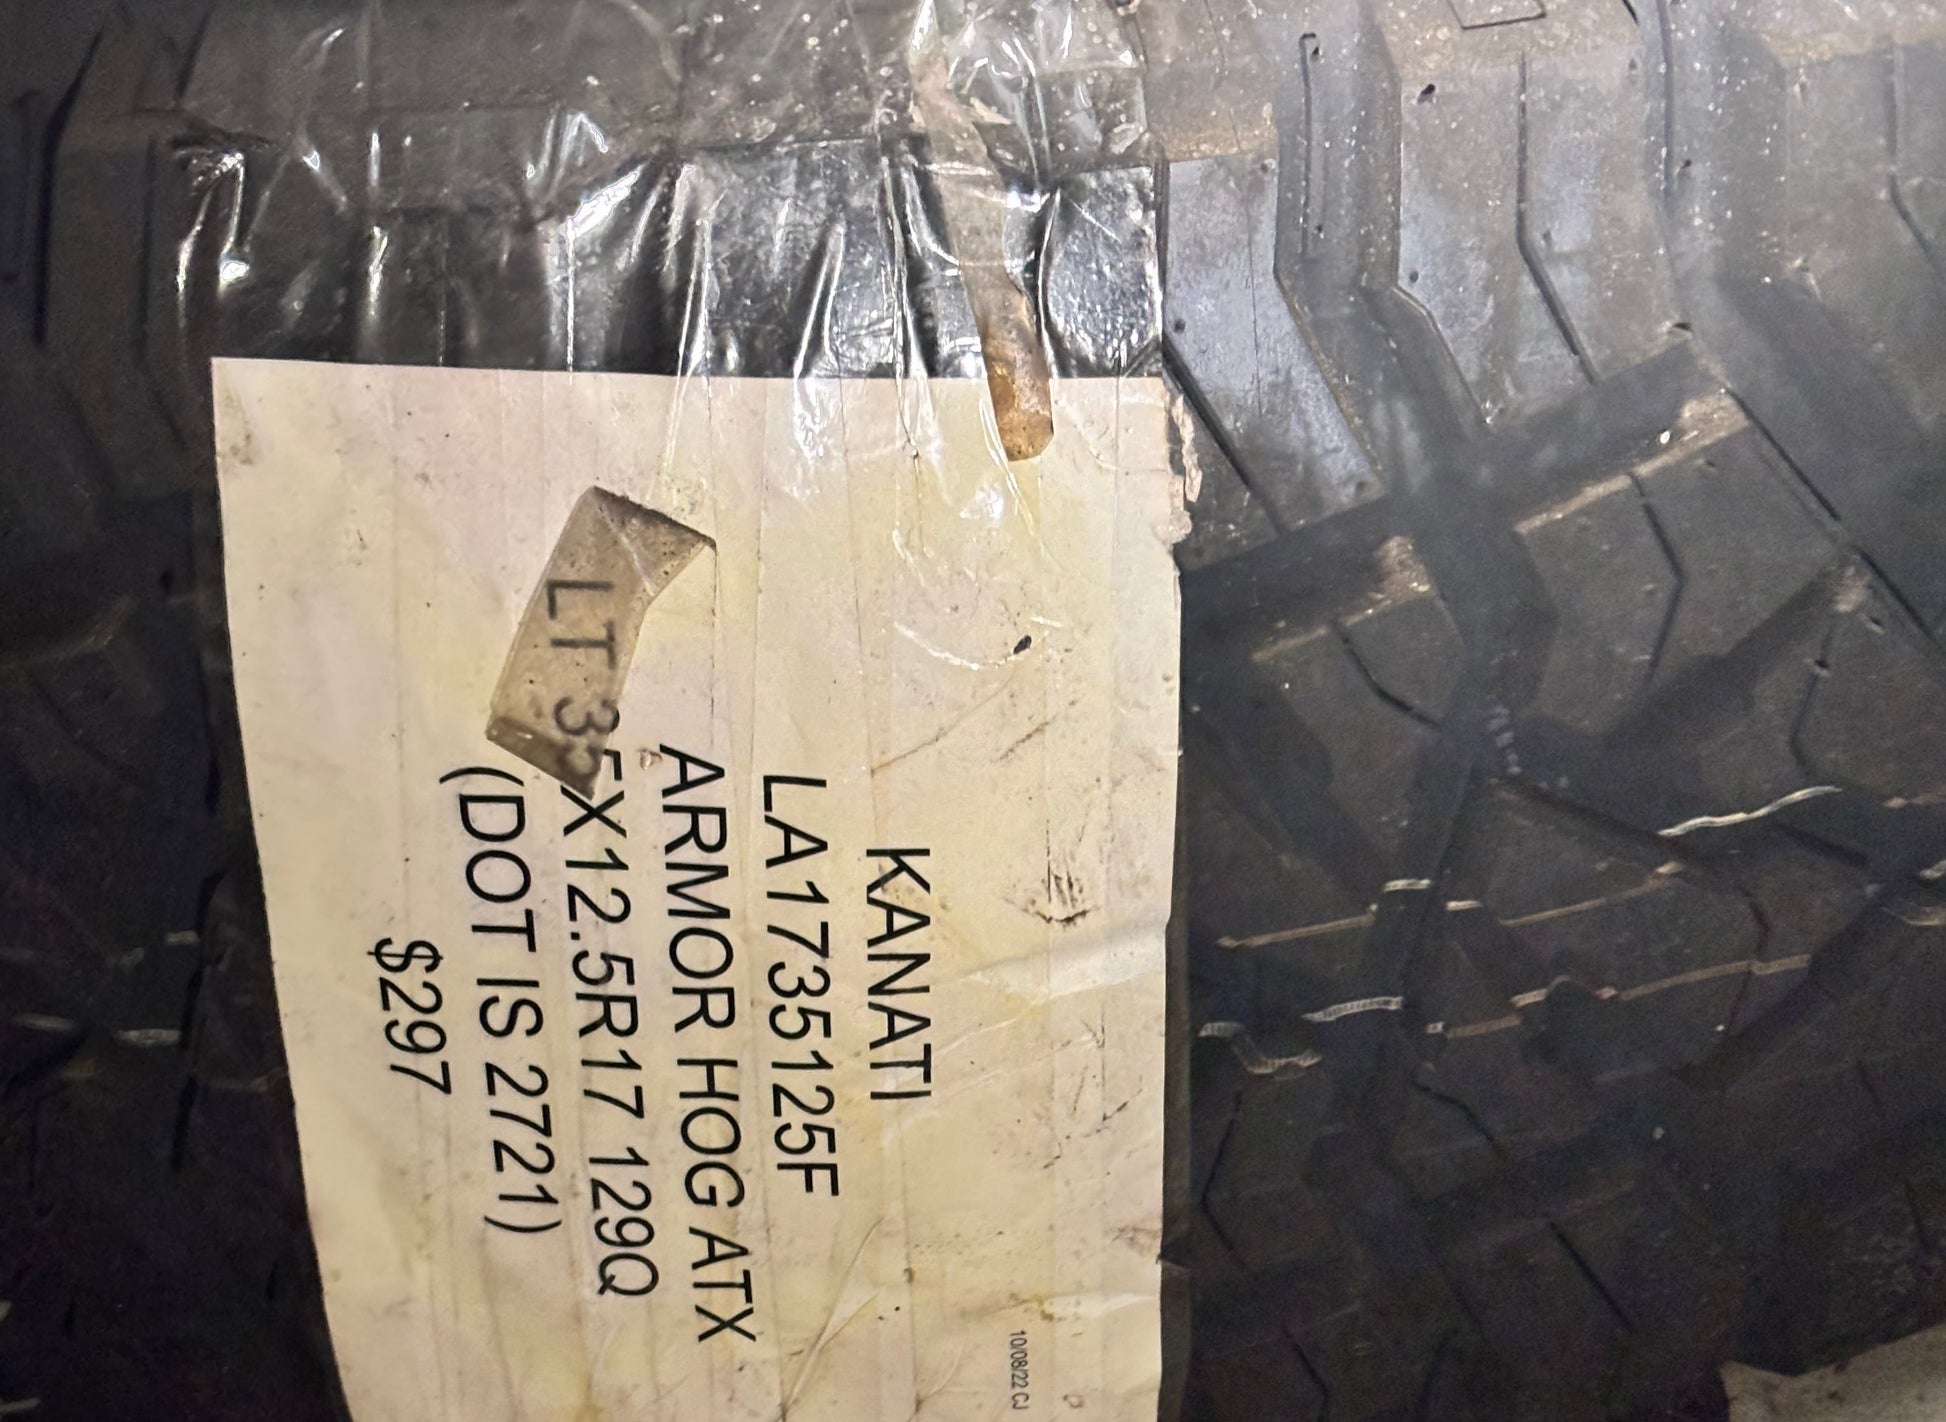 10/08/22 CJ
KANATI
LA1735125F
ARMOR HOG ATX
LT 35X12.5R17 129Q
(DOT IS 2721)
$297